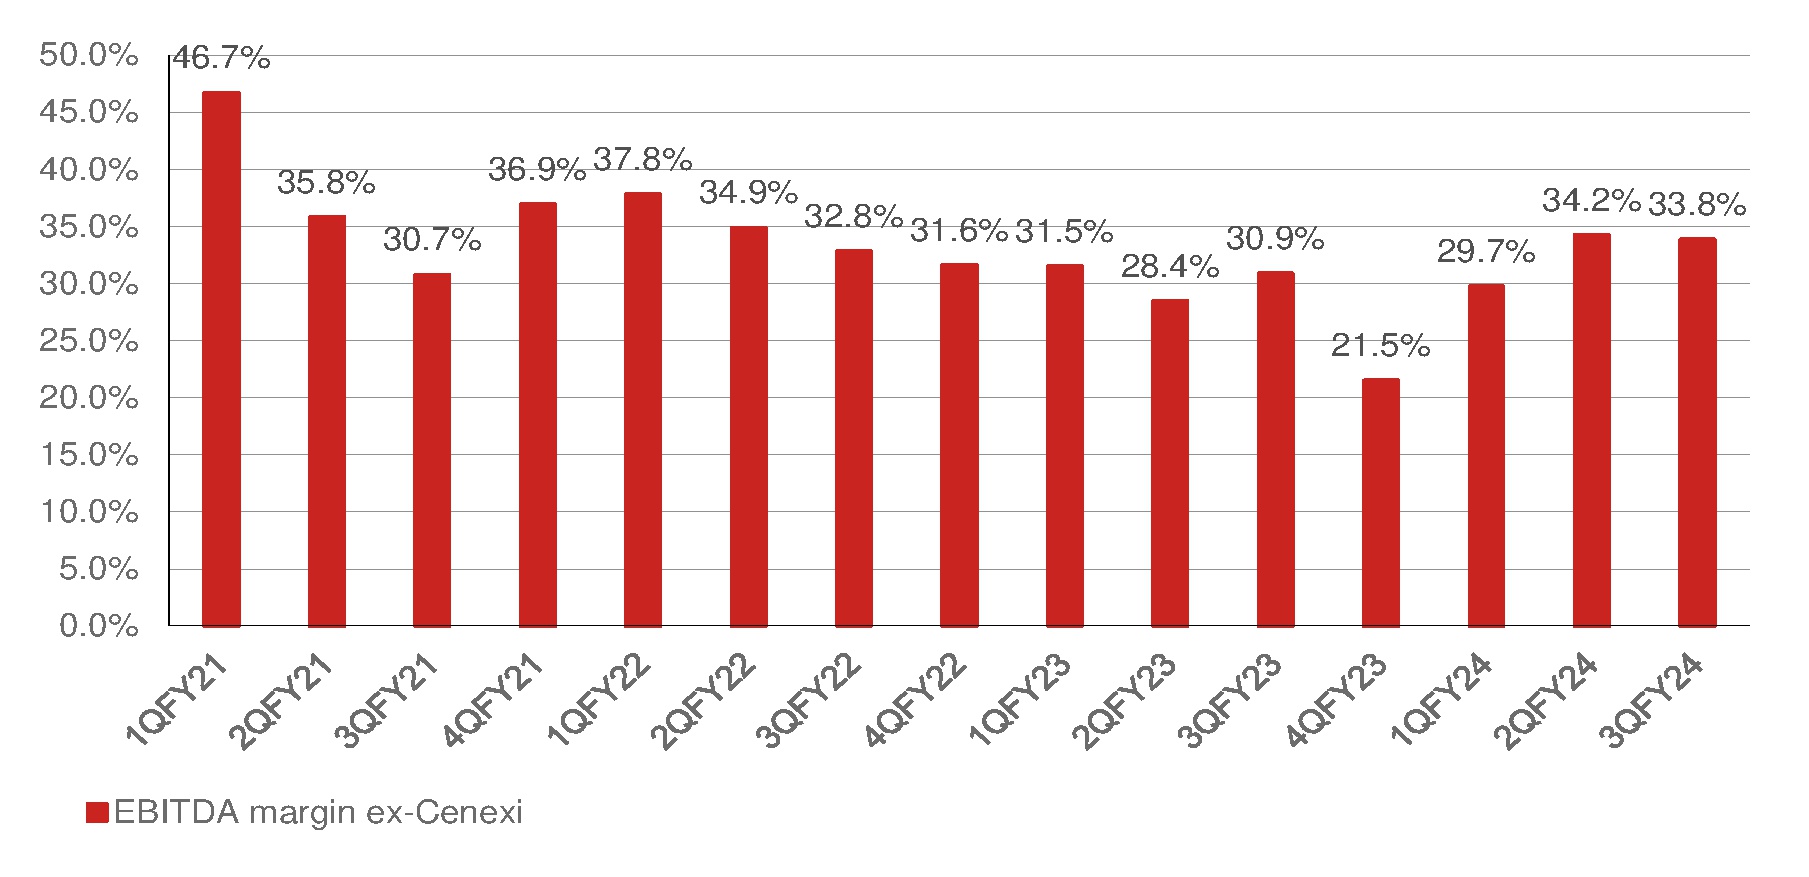 50.0%
45.0%
40.0%
35.0%
30.0%
25.0%
20.0%
15.0%
10.0%
5.0%
0.0%
46.7%
35.8%
30.7%
36.9%
37.8%
34.9%
32.8%
31.6%
31.5%
28.4%
30.9%
21.5%
29.7%
34.2%
33.8%
1QFY21
2QFY21
3QFY21
4QFY21
1QFY22
2QFY22
3QFY22
4QFY22
1QFY23
2QFY23
3QFY23
4QFY23
1QFY24
2QFY24
3QFY24
EBITDA margin ex-Cenexi